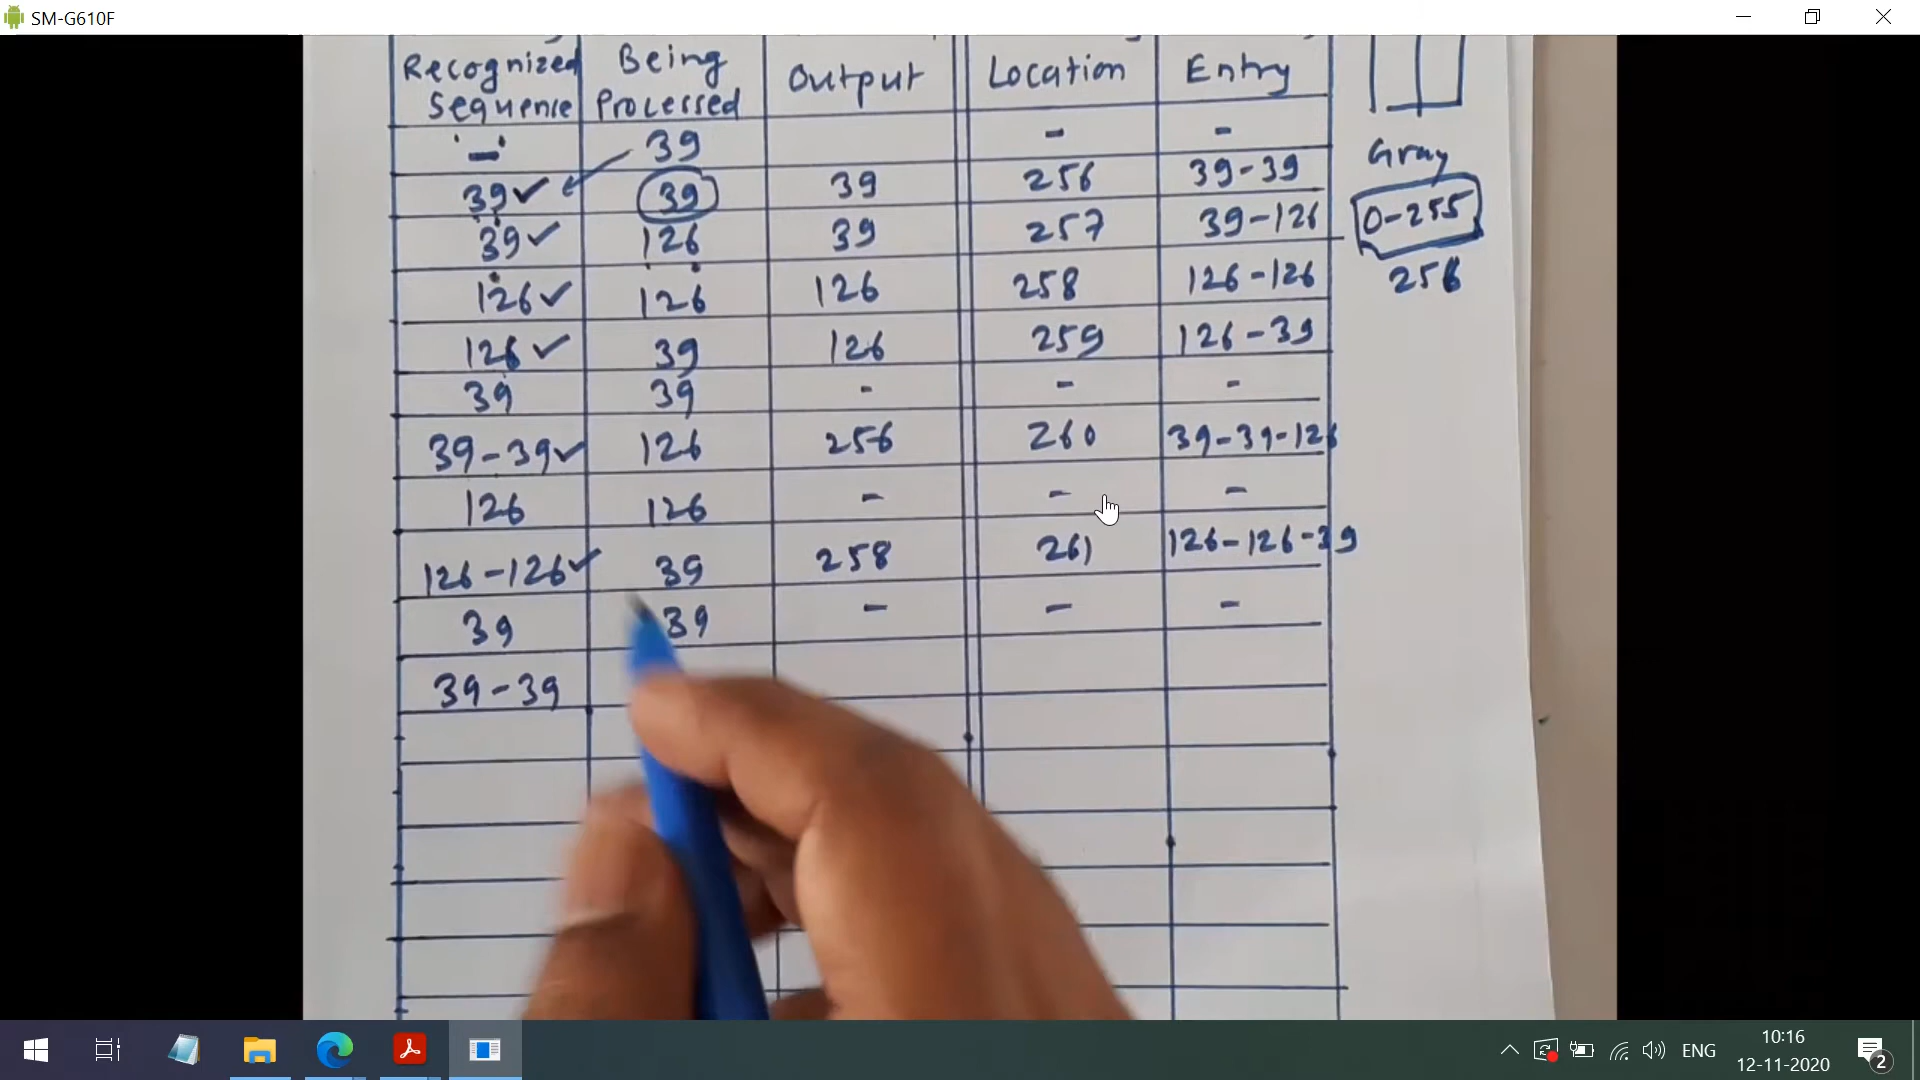 SM-G610F
Recognized Being Output Location Entry
Sequence Processed
- 39 - -
39✓ 39 39 256 39-39
39✓ 126 39 257 39-126
126✓ 126 126 258 126-126
126✓ 39 126 259 126-39
39 39 - - -
39-39✓ 126 256 260 39-39-126
126 126 - - -
126-126✓ 39 258 261 126-126-39
39 39 - - -
39-39
Gray
0-255
256
ENG
10:16
12-11-2020
2